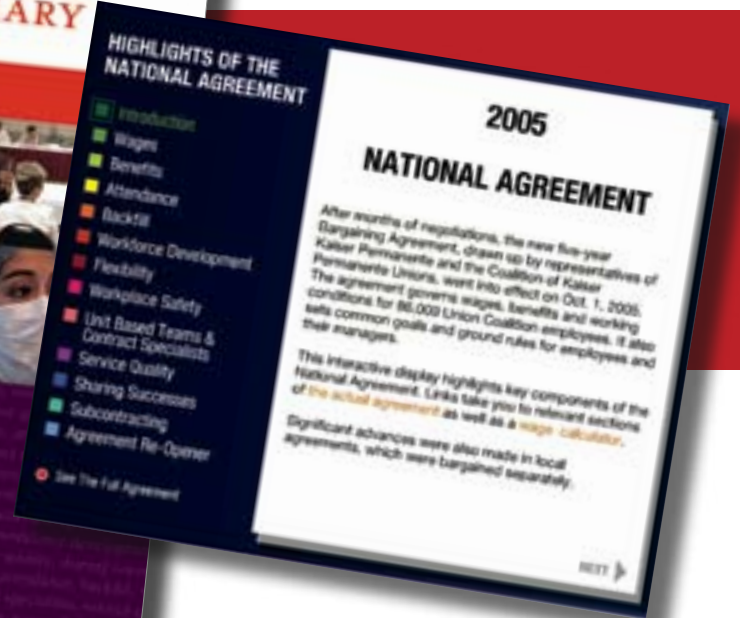 ARY
HIGHLIGHTS OF THE
NATIONAL AGREEMENT
Introduction
Wages
Benefits
Attendance
Backfill
Workforce Development
Flexibility
Workplace Safety
Unit Based Teams &
Contract Specialists
Service Quality
Sharing Successes
Subcontracting
Agreement Re-Opener
See The Full Agreement
2005
NATIONAL AGREEMENT
After months of negotiations, the new five-year
Bargaining Agreement, drawn up by representatives of
Kaiser Permanente and the Coalition of Kaiser
Permanente Unions, went into effect on Oct. 1, 2005.
The agreement governs wages, benefits and working
conditions for 86,000 Union Coalition employees. It also
sets common goals and ground rules for employees and
their managers.
This interactive display highlights key components of the
National Agreement. Links take you to relevant sections
of the actual agreement as well as a wage calculator.
Significant advances were also made in local
agreements, which were bargained separately.
NEXT